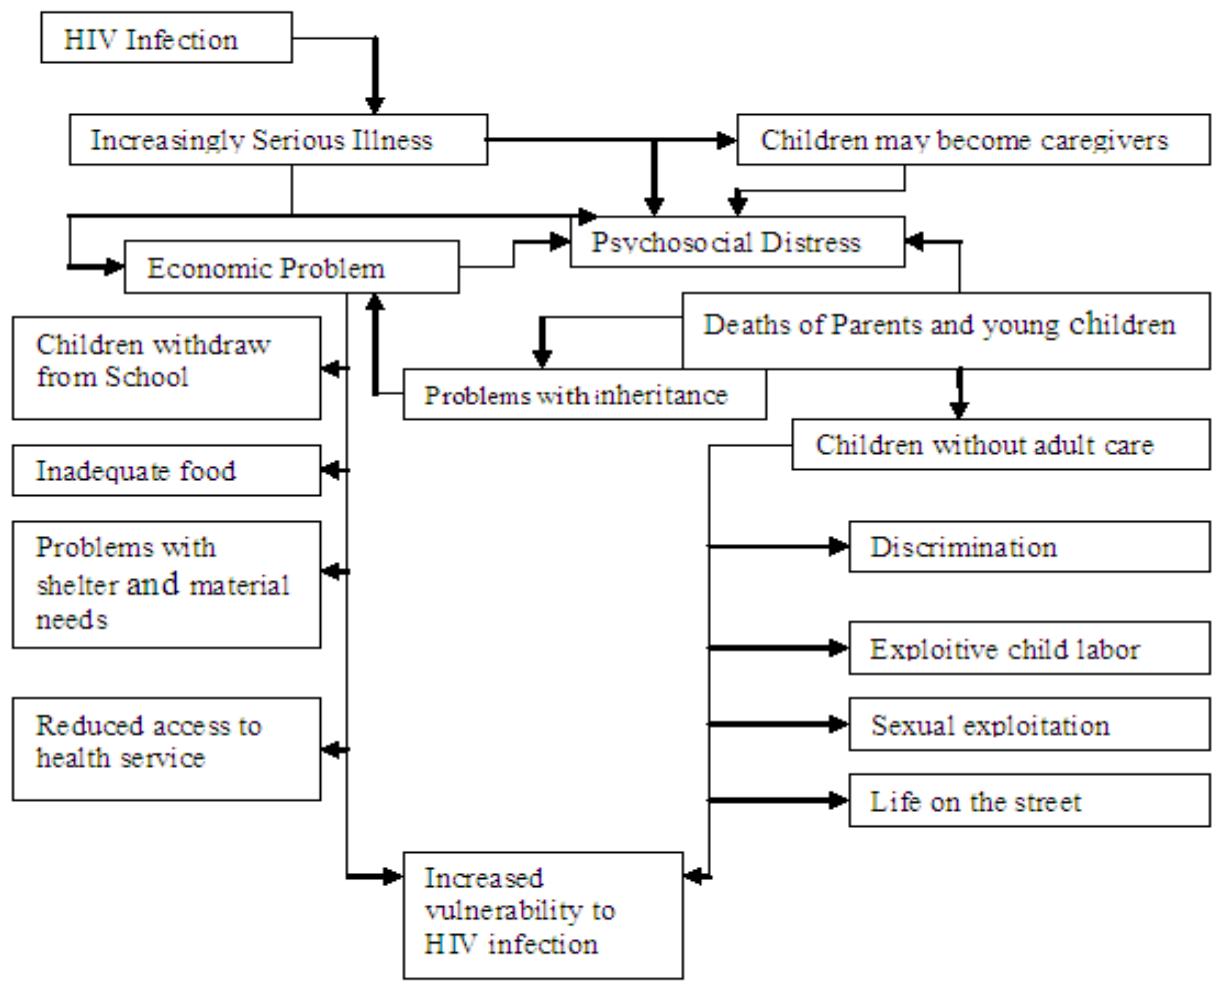 HIV Infection
Increasingly Serious Illness
Children may become caregivers
Psychosocial Distress
Economic Problem
Deaths of Parents and young children
Children withdraw
from School
Problems with inheritance
Children without adult care
Inadequate food
Problems with
shelter and material
needs
Discrimination
Exploitive child labor
Reduced access to
health service
Sexual exploitation
Life on the street
Increased
vulnerability to
HIV infection